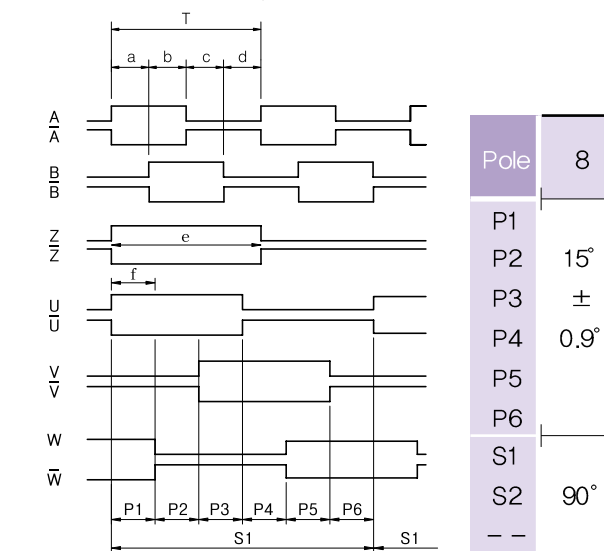 T
a b c d
A
A̅
B
B̅
Z
Z̅
e
f
U
U̅
V
V̅
W
W̅
P1 P2 P3 P4 P5 P6
S1 S1
Pole 8
P1
P2 15°
P3 ±
P4 0.9°
P5
P6
S1
S2 90°
– –